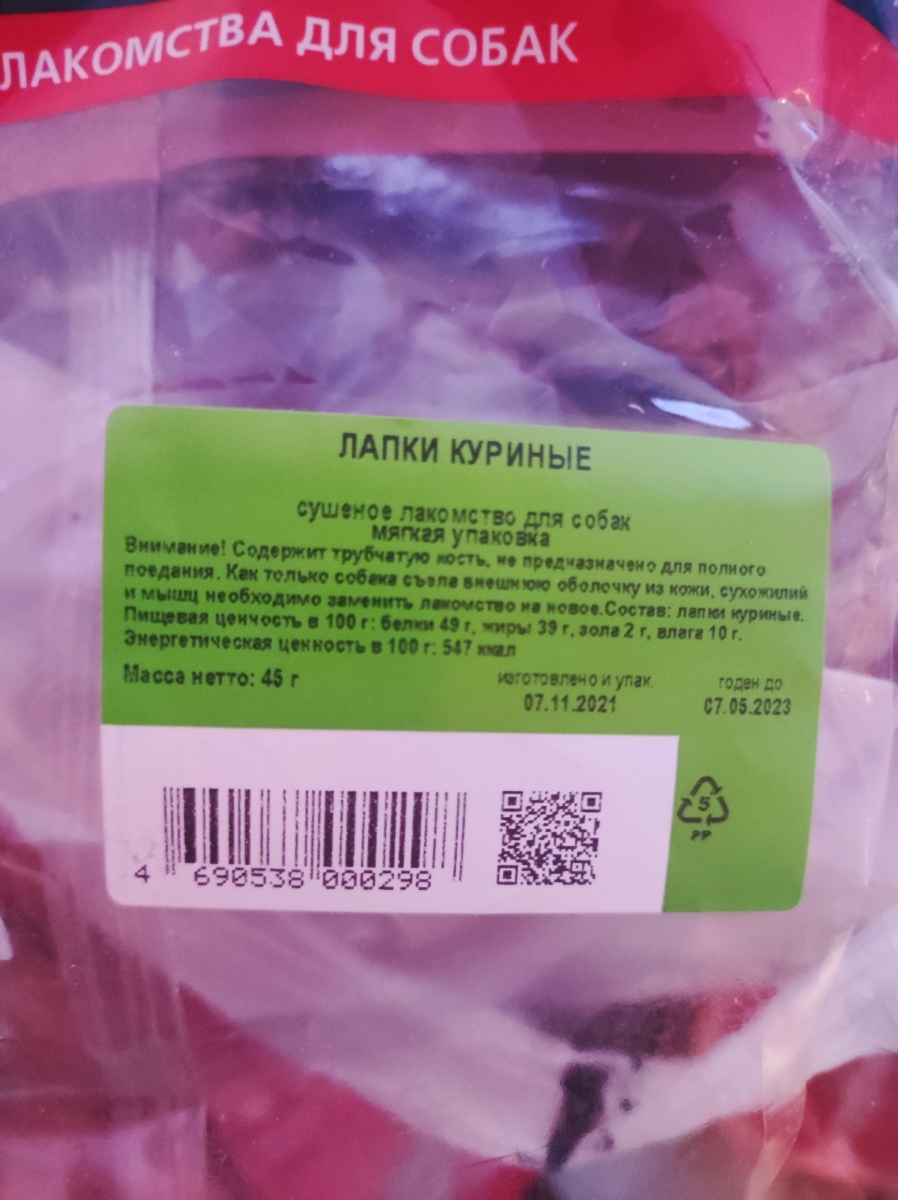 ЛАКОМСТВА ДЛЯ СОБАК
ЛАПКИ КУРИНЫЕ
сушеное лакомство для собак
мягкая упаковка
Внимание! Содержит трубчатую кость, не предназначено для полного
поедания. Как только собака съела внешнюю оболочку из кожи, сухожилий
и мышц необходимо заменить лакомство на новое.Состав: лапки куриные.
Пищевая ценность в 100 г: белки 49 г, жиры 39 г, зола 2 г, влага 10 г.
Энергетическая ценность в 100 г: 547 ккал
Масса нетто: 45 г
изготовлено и упак.
07.11.2021
годен до
07.05.2023
5
PP
4 690538 000298